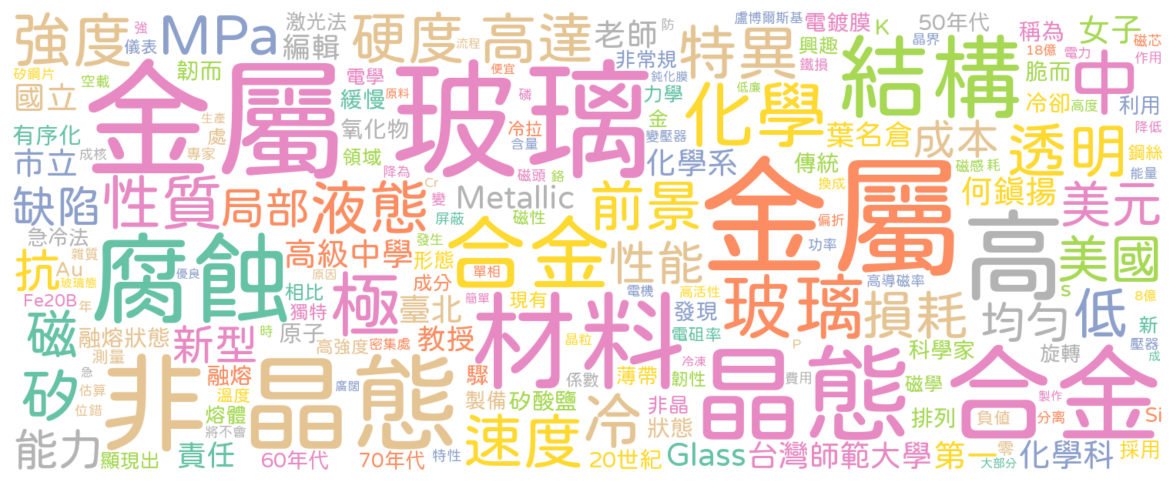 強度
強
儀表
MPa
激光法
編輯
硬度
流程
高達
老師
防
非常規
特異
盧博爾斯基
電鍍膜
興趣
K
晶界
50年代
稱為
18億
女子
磁芯
電力
作用
矽鋼片
空載
韌而
金屬玻璃
電學
原料
便宜
緩慢
鈍化膜
力學
低廉
鐵損
結構
脆而
中
冷卻
高度
利用
國立
有序化
生產
處
成核
專家
市立
氧化物
領域
磷
冷拉
含量
金
變壓器
化學
葉名倉
成本
透明
降低
鋼絲
能量
化學系
傳統
磁感
耗
缺陷
性質
局部
降為
Cr
變
液態
磁頭
鉻
屏蔽
Metallic
磁性
前景
金屬
換成
偏折
何鎮揚
美元
急冷法
雜質
抗
Au
玻璃態
腐蝕
優良
高級中學
原因
發生
形態
合金
單相
性能
功率
高
美國
Fe20B
年
相比
獨特
時
極
成分
臺北
簡單
現有
電機
高活性
發現
玻璃
高導磁率
損耗
均勻
s
低
8億
新
磁
融熔狀態
測量
新型
原子
高強度
密集處
教授
材料
晶粒
電阻率
P
科學家
旋轉
壓器
成
矽
急
估算
位錯
非晶態
融熔
溫度
廣闊
熔體
將不會
驟
係數
製備
薄帶
韌性
冷凍
矽酸鹽
冷
非晶
狀態
晶態
費用
磁學
排列
合金
負值
製作
分离
Si
能力
顯現出
責任
60年代
70年代
特性
速度
20世紀
Glass
台灣師範大學
第一
零
大部分
化學科
採用